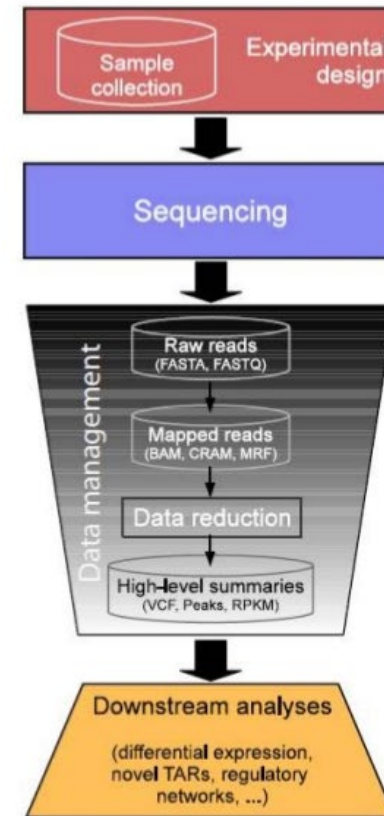 Sample
collection
Experimenta
design
Sequencing
Data management
Raw reads
(FASTA, FASTQ)
Mapped reads
(BAM, CRAM, MRF)
Data reduction
High-level summaries
(VCF, Peaks, RPKM)
Downstream analyses
(differential expression,
novel TARs, regulatory
networks, ...)